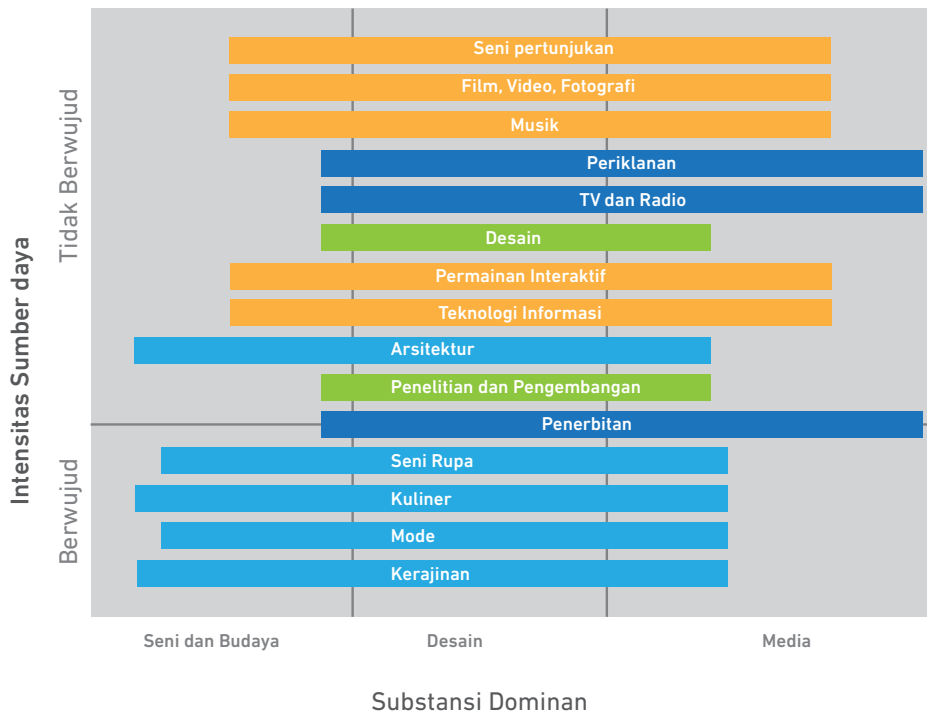 Intensitas Sumber daya
Tidak Berwujud
Berwujud
Seni pertunjukan
Film, Video, Fotografi
Musik
Periklanan
TV dan Radio
Desain
Permainan Interaktif
Teknologi Informasi
Arsitektur
Penelitian dan Pengembangan
Penerbitan
Seni Rupa
Kuliner
Mode
Kerajinan
Seni dan Budaya
Desain
Media
Substansi Dominan